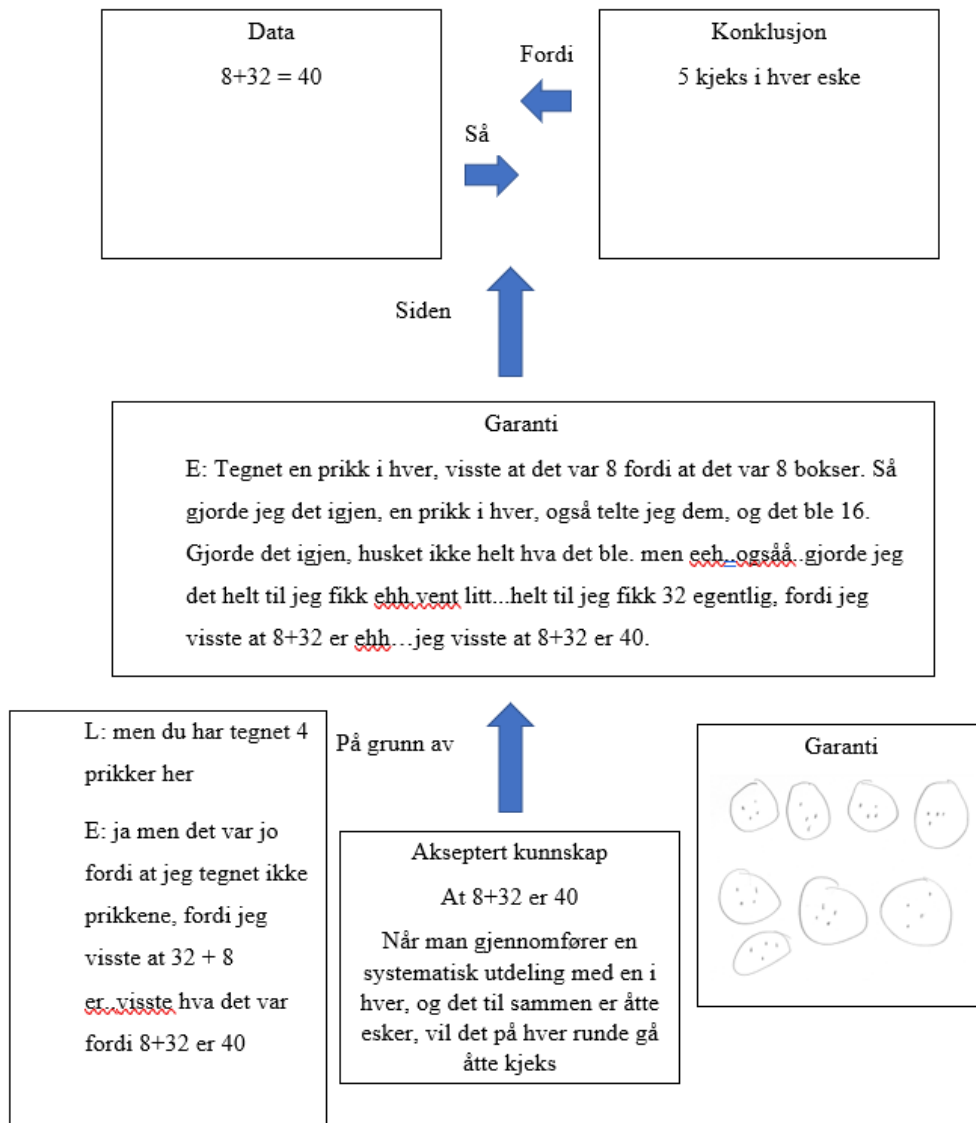 Data
8+32 = 40
Fordi
Konklusjon
5 kjeks i hver eske
Så
Siden
Garanti
E: Tegnet en prikk i hver, visste at det var 8 fordi at det var 8 bokser. Så
gjorde jeg det igjen, en prikk i hver, også telte jeg dem, og det ble 16.
Gjorde det igjen, husket ikke helt hva det ble. men eeh..ogsåå..gjorde jeg
det helt til jeg fikk ehh.vent litt...helt til jeg fikk 32 egentlig, fordi jeg
visste at 8+32 er ehh…jeg visste at 8+32 er 40.
L: men du har tegnet 4
prikker her
E: ja men det var jo
fordi at jeg tegnet ikke
prikkene, fordi jeg
visste at 32 + 8
er..visste hva det var
fordi 8+32 er 40
På grunn av
Akseptert kunnskap
At 8+32 er 40
Når man gjennomfører en
systematisk utdeling med en i
hver, og det til sammen er åtte
esker, vil det på hver runde gå
åtte kjeks
Garanti